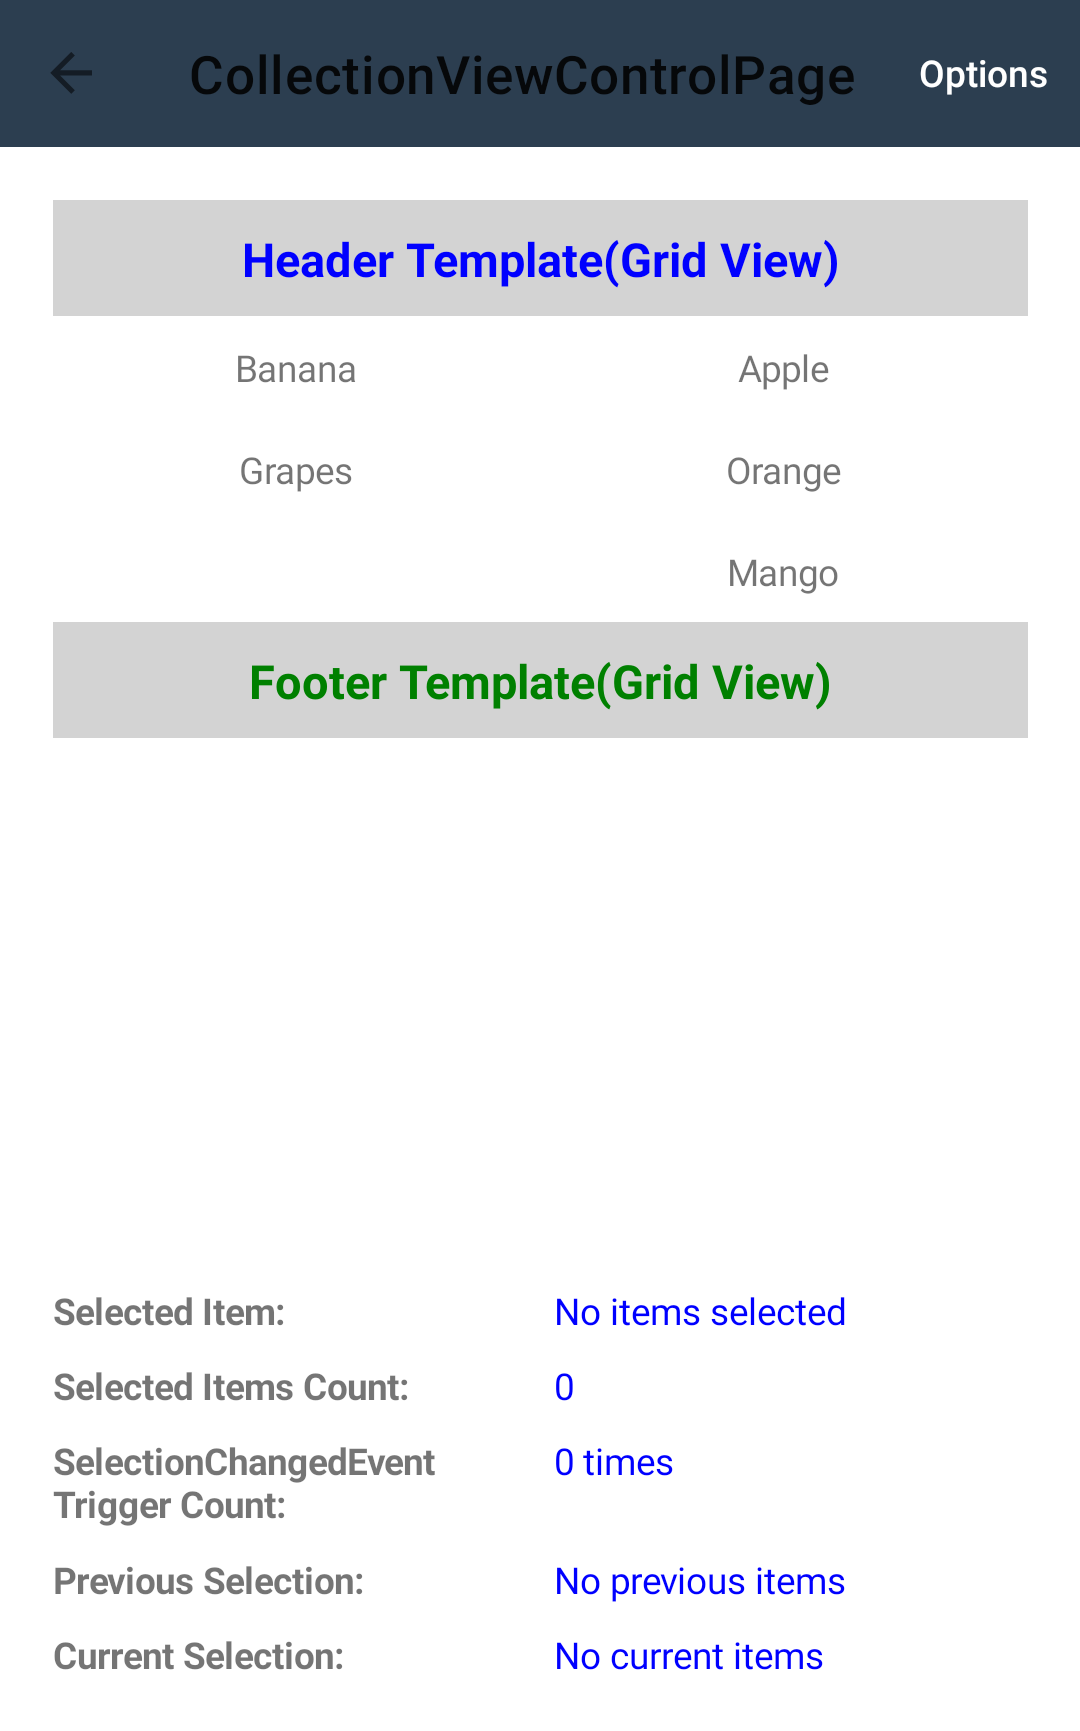 CollectionViewControlPage Options
Header Template(Grid View)
Banana Apple
Grapes Orange
Mango
Footer Template(Grid View)
Selected Item: No items selected
Selected Items Count: 0
SelectionChangedEvent 0 times
Trigger Count:
Previous Selection: No previous items
Current Selection: No current items